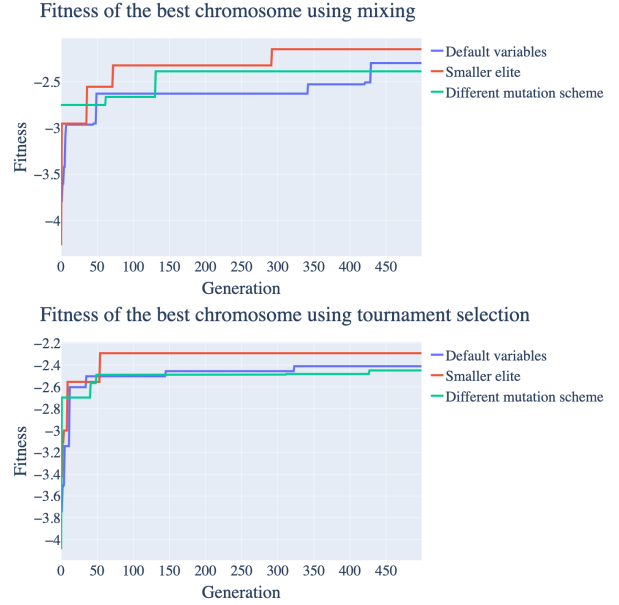 Fitness of the best chromosome using mixing
Default variables
Smaller elite
Different mutation scheme
Fitness
−2.5
−3
−3.5
−4
0 50 100 150 200 250 300 350 400 450
Generation
Fitness of the best chromosome using tournament selection
Default variables
Smaller elite
Different mutation scheme
Fitness
−2.2
−2.4
−2.6
−2.8
−3
−3.2
−3.4
−3.6
−3.8
−4
0 50 100 150 200 250 300 350 400 450
Generation